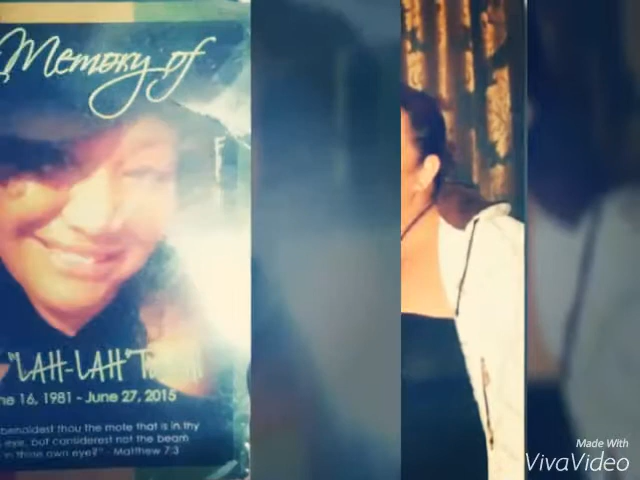 Memory of
"LAH-LAH"
ne 16, 1981 - June 27, 2015
beholdest thou the mote that is in thy
eye, but considerest not the beam
in thine own eye?" - Matthew 7:3
Made With
VivaVideo